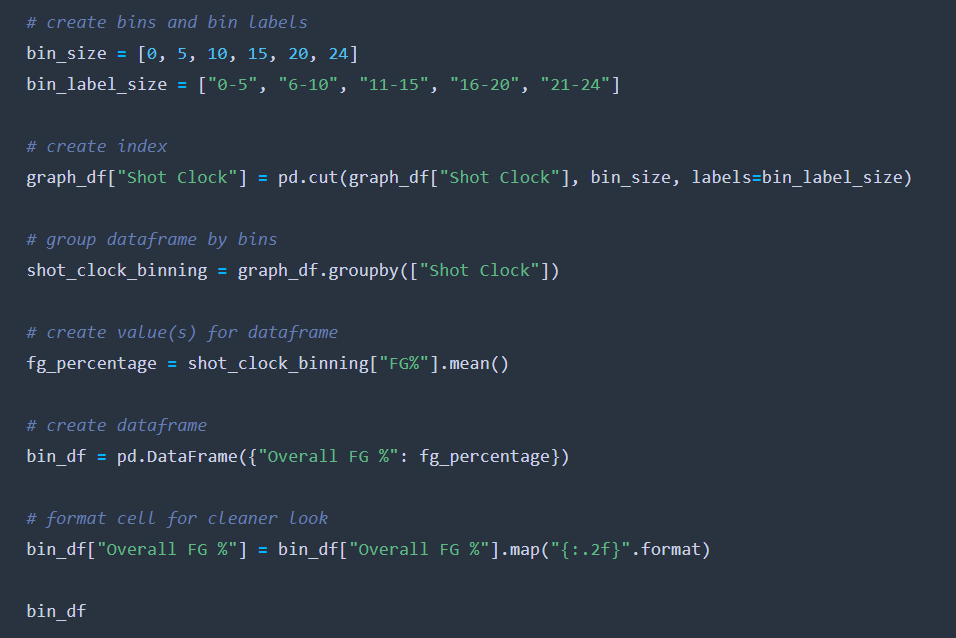 # create bins and bin labels
bin_size = [0, 5, 10, 15, 20, 24]
bin_label_size = ["0-5", "6-10", "11-15", "16-20", "21-24"]
# create index
graph_df["Shot Clock"] = pd.cut(graph_df["Shot Clock"], bin_size, labels=bin_label_size)
# group dataframe by bins
shot_clock_binning = graph_df.groupby(["Shot Clock"])
# create value(s) for dataframe
fg_percentage = shot_clock_binning["FG%"].mean()
# create dataframe
bin_df = pd.DataFrame({"Overall FG %": fg_percentage})
# format cell for cleaner look
bin_df["Overall FG %"] = bin_df["Overall FG %"].map("{:.2f}".format)
bin_df